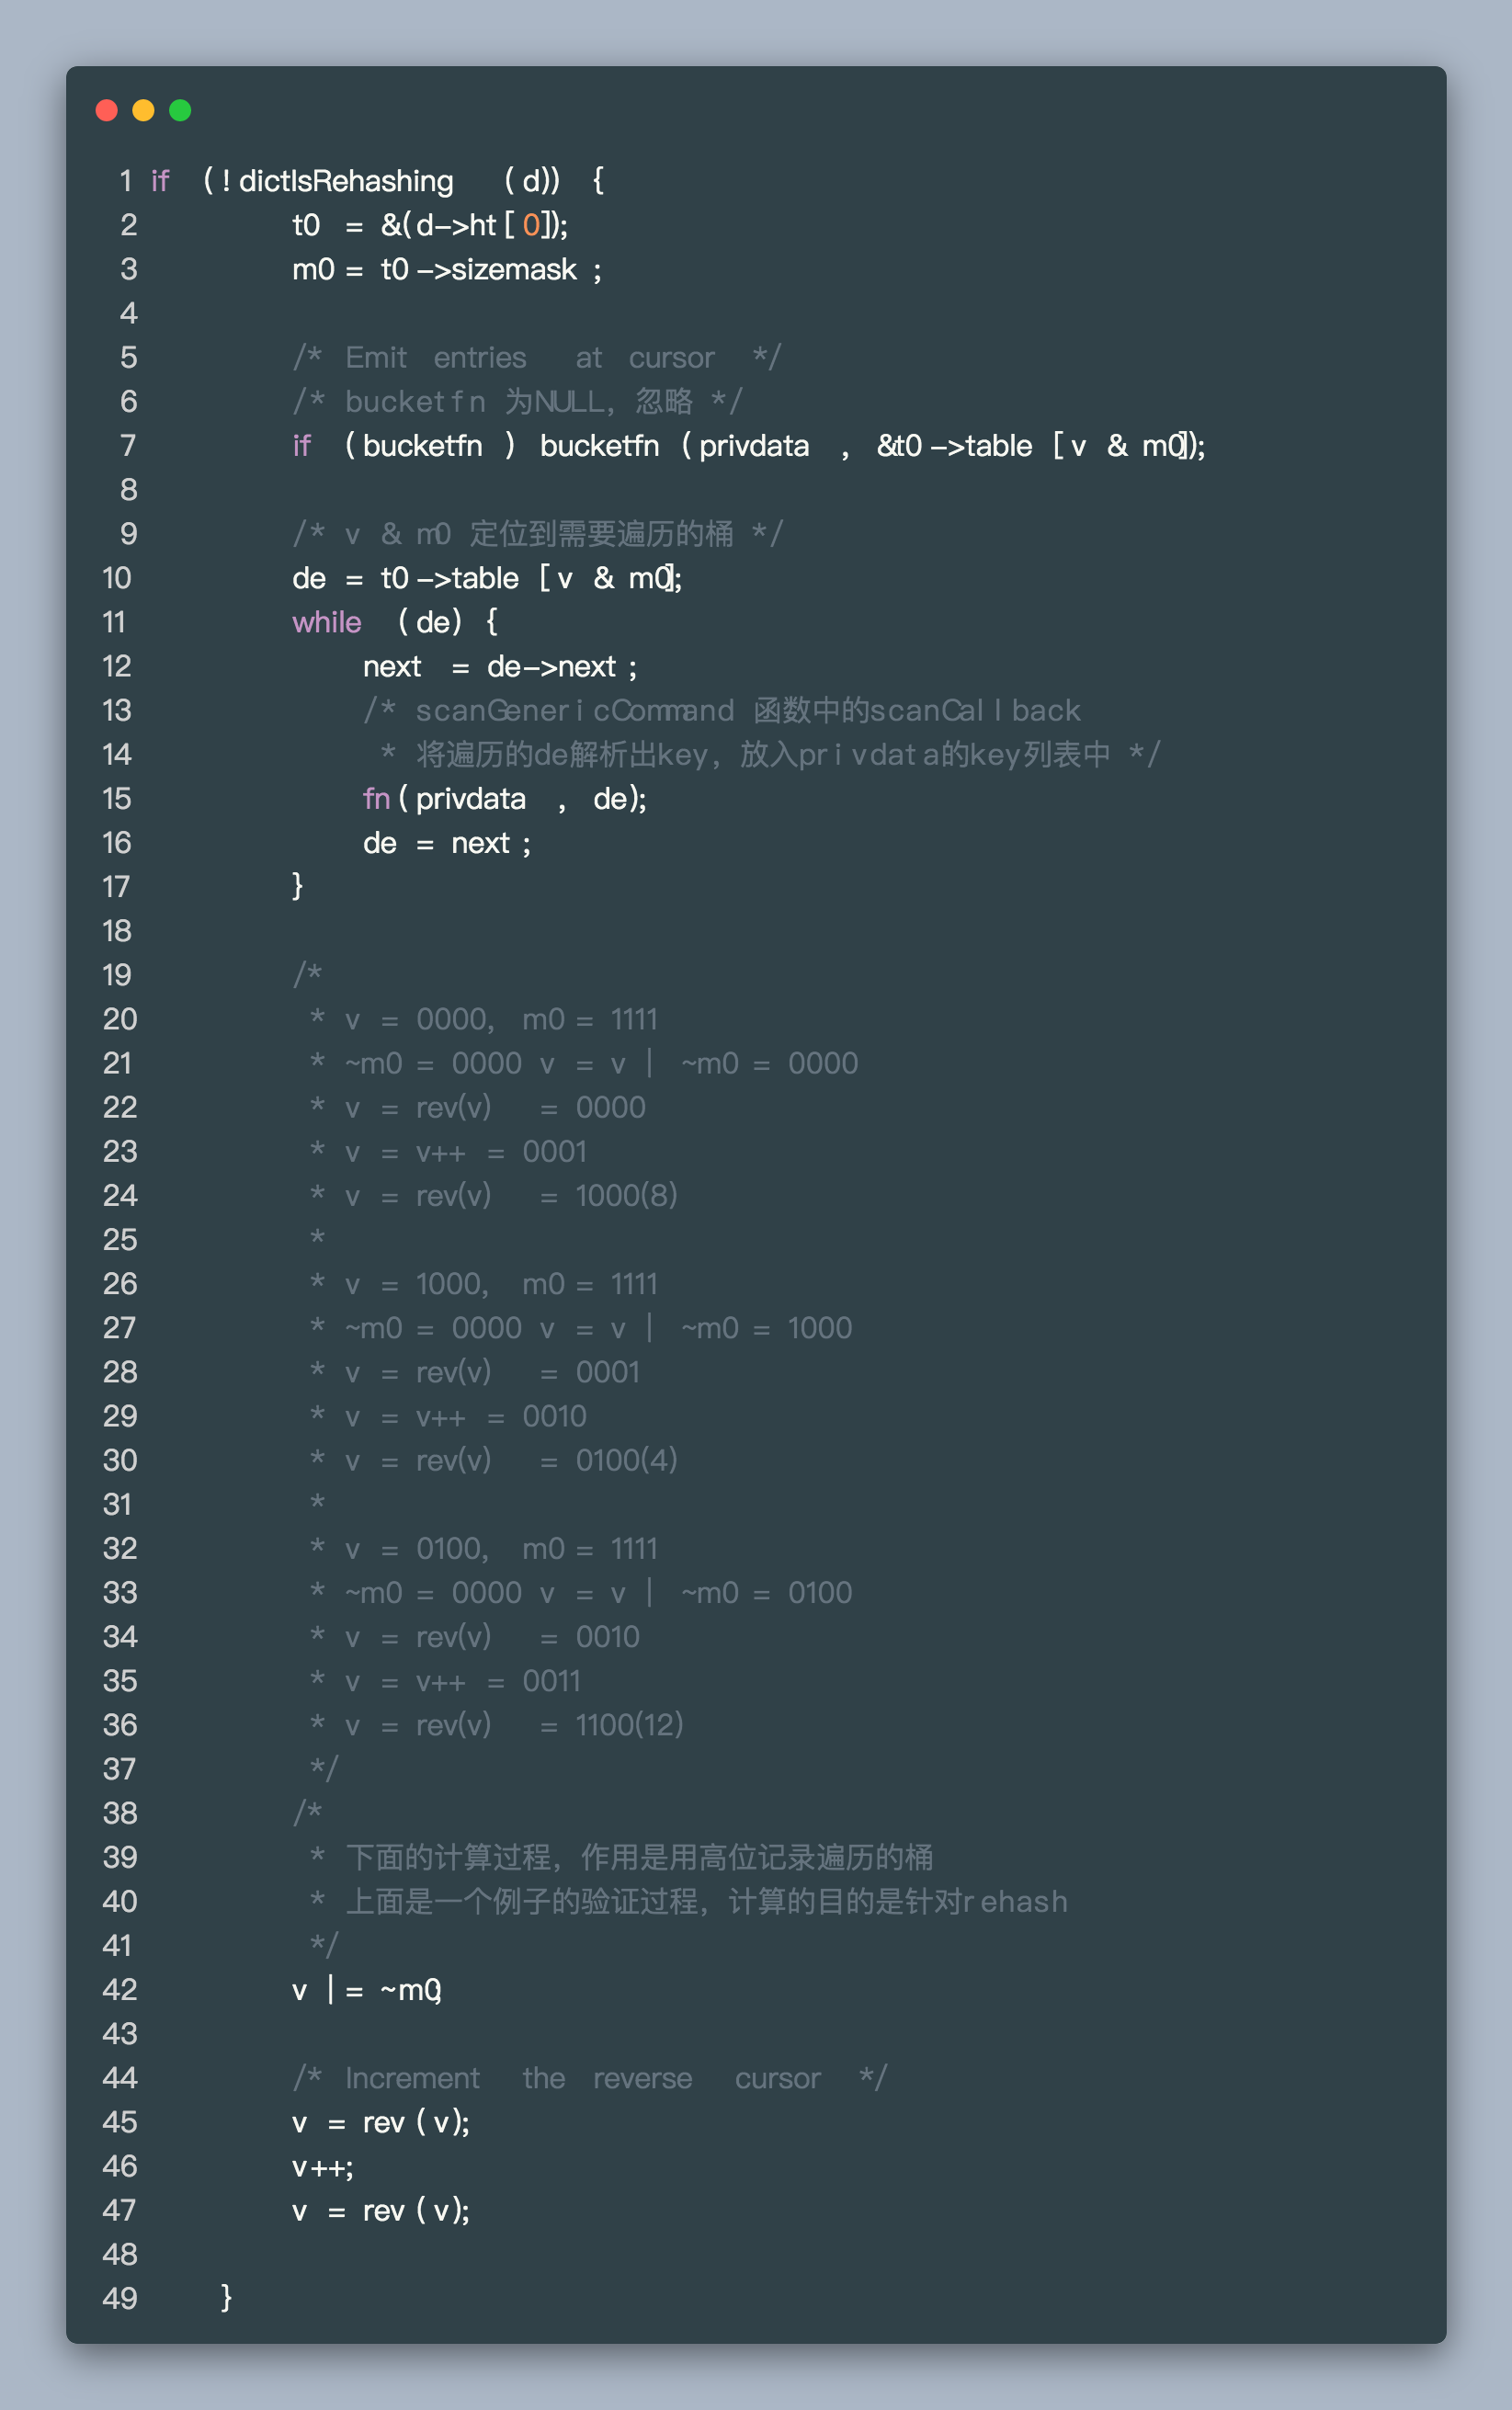 1 if (!dictIsRehashing(d)) {
2 t0 = &(d->ht[0]);
3 m0 = t0->sizemask;
4
5 /* Emit entries at cursor */
6 /* bucketfn 为NULL，忽略 */
7 if (bucketfn) bucketfn(privdata, &t0->table[v & m0]);
8
9 /* v & m0 定位到需要遍历的桶 */
10 de = t0->table[v & m0];
11 while (de) {
12 next = de->next;
13 /* scanGenericCommand 函数中的scanCallback
14 * 将遍历的de解析出key，放入privdata的key列表中 */
15 fn(privdata, de);
16 de = next;
17 }
18
19 /*
20 * v = 0000, m0 = 1111
21 * ~m0 = 0000 v = v | ~m0 = 0000
22 * v = rev(v) = 0000
23 * v = v++ = 0001
24 * v = rev(v) = 1000(8)
25 *
26 * v = 1000, m0 = 1111
27 * ~m0 = 0000 v = v | ~m0 = 1000
28 * v = rev(v) = 0001
29 * v = v++ = 0010
30 * v = rev(v) = 0100(4)
31 *
32 * v = 0100, m0 = 1111
33 * ~m0 = 0000 v = v | ~m0 = 0100
34 * v = rev(v) = 0010
35 * v = v++ = 0011
36 * v = rev(v) = 1100(12)
37 */
38 /*
39 * 下面的计算过程，作用是用高位记录遍历的桶
40 * 上面是一个例子的验证过程，计算的目的是针对rehash
41 */
42 v |= ~m0;
43
44 /* Increment the reverse cursor */
45 v = rev(v);
46 v++;
47 v = rev(v);
48
49 }